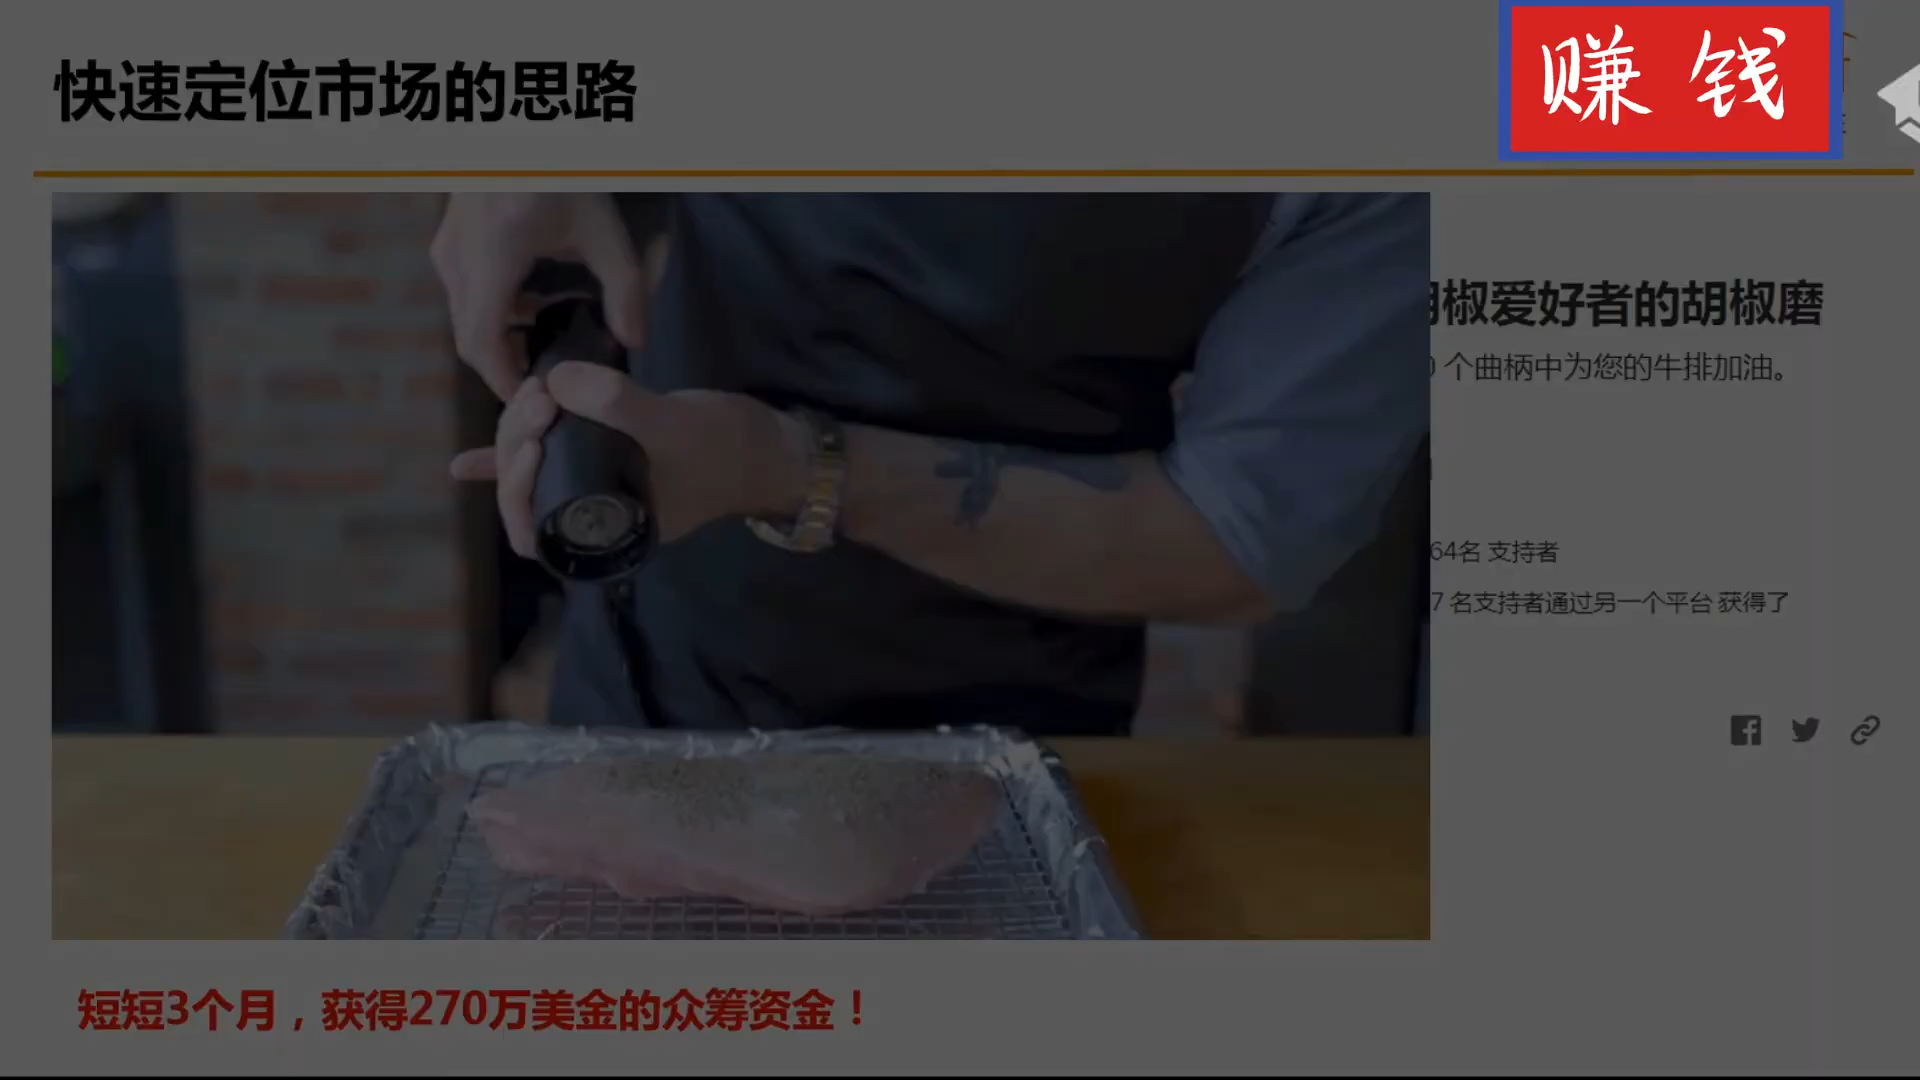 快速定位市场的思路
赚 钱
胡椒爱好者的胡椒磨
个曲柄中为您的牛排加油。
64名 支持者
7 名支持者通过另一个平台 获得了
短短3个月，获得270万美金的众筹资金！